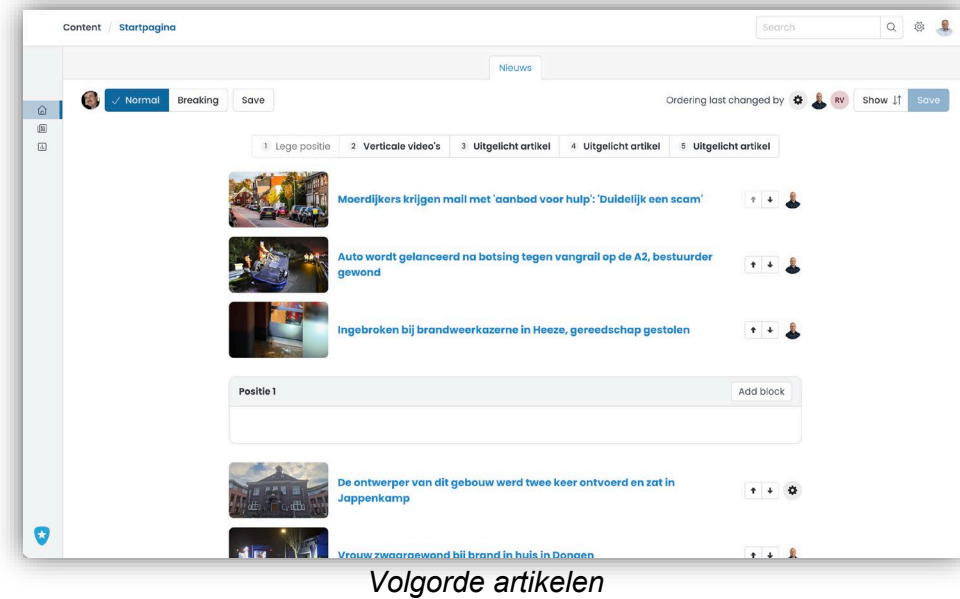 Content / Startpagina
Search
Nieuws
Normal Breaking Save
Ordering last changed by RV Show Save
1 Lege positie 2 Verticale video's 3 Uitgelicht artikel 4 Uitgelicht artikel 5 Uitgelicht artikel
Moerdijkers krijgen mail met 'aanbod voor hulp': 'Duidelijk een scam'
Auto wordt gelanceerd na botsing tegen vangrail op de A2, bestuurder
gewond
Ingebroken bij brandweerkazerne in Heeze, gereedschap gestolen
Positie 1 Add block
De ontwerper van dit gebouw werd twee keer ontvoerd en zat in
Jappenkamp
Vrouw zwaargewond bij brand in huis in Dongen
Volgorde artikelen